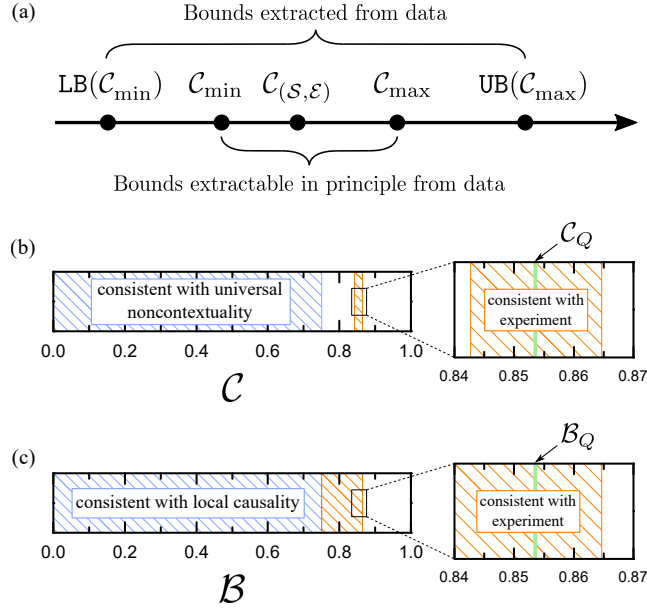 (a)
Bounds extracted from data
LB(𝒞min) 𝒞min 𝒞(𝒮,ℰ) 𝒞max UB(𝒞max)
Bounds extractable in principle from data
(b)
𝒞Q
consistent with universal
noncontextuality
consistent with
experiment
0.0 0.2 0.4 0.6 0.8 1.0
0.84 0.85 0.86 0.87
𝒞
(c)
ℬQ
consistent with local causality
consistent with
experiment
0.0 0.2 0.4 0.6 0.8 1.0
0.84 0.85 0.86 0.87
ℬ